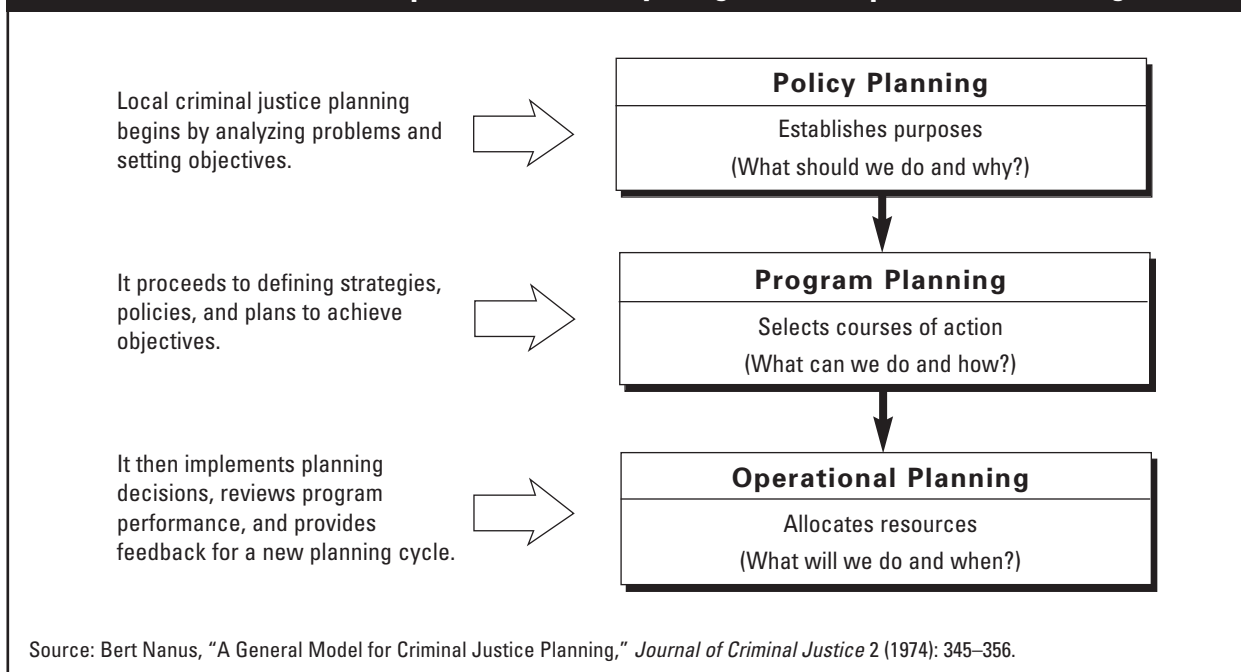 Local criminal justice planning
begins by analyzing problems and
setting objectives.
Policy Planning
Establishes purposes
(What should we do and why?)
It proceeds to defining strategies,
policies, and plans to achieve
objectives.
Program Planning
Selects courses of action
(What can we do and how?)
It then implements planning
decisions, reviews program
performance, and provides
feedback for a new planning cycle.
Operational Planning
Allocates resources
(What will we do and when?)
Source: Bert Nanus, “A General Model for Criminal Justice Planning,” Journal of Criminal Justice 2 (1974): 345–356.